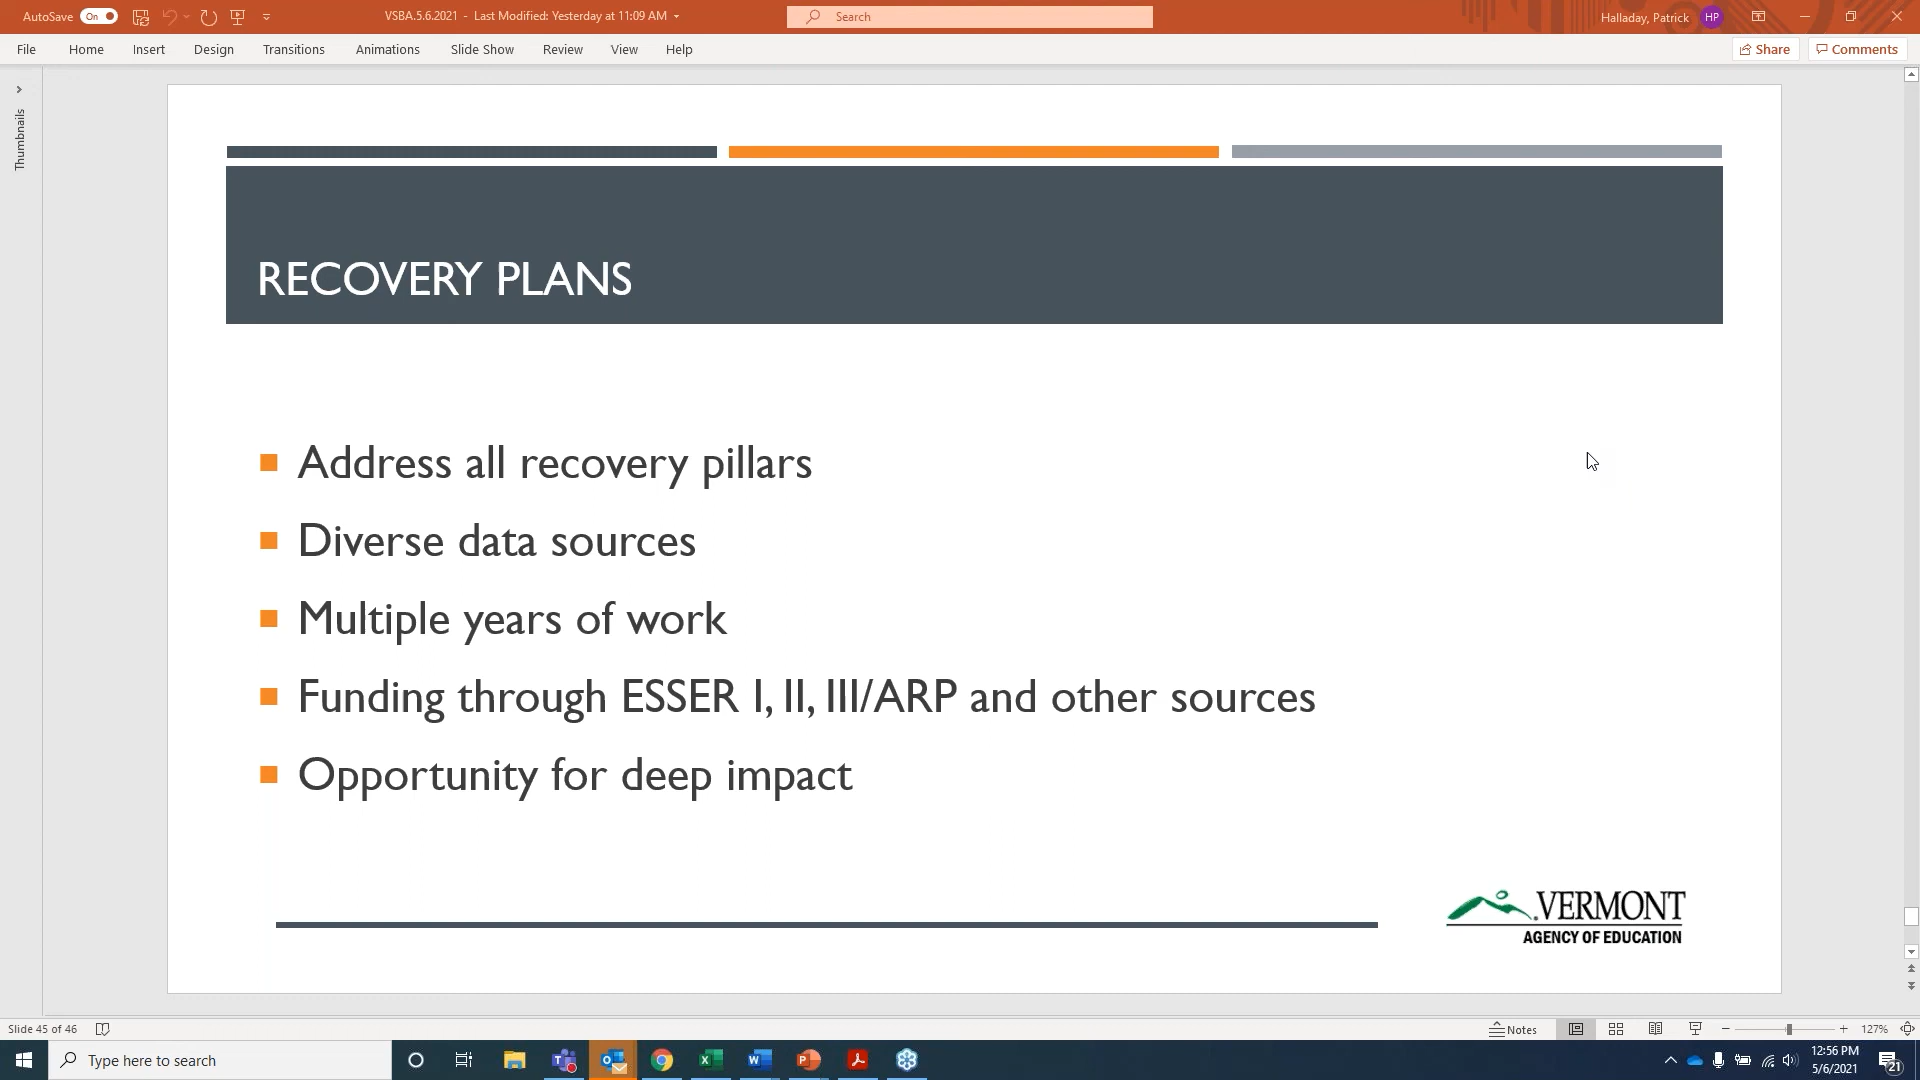 AutoSave On
VSBA.5.6.2021 - Last Modified: Yesterday at 11:09 AM
Search
Halladay, Patrick HP
File Home Insert Design Transitions Animations Slide Show Review View Help
Share Comments
Thumbnails
RECOVERY PLANS
Address all recovery pillars
Diverse data sources
Multiple years of work
Funding through ESSER I, II, III/ARP and other sources
Opportunity for deep impact
VERMONT
AGENCY OF EDUCATION
Slide 45 of 46
Notes
127%
Type here to search
12:56 PM
5/6/2021
21